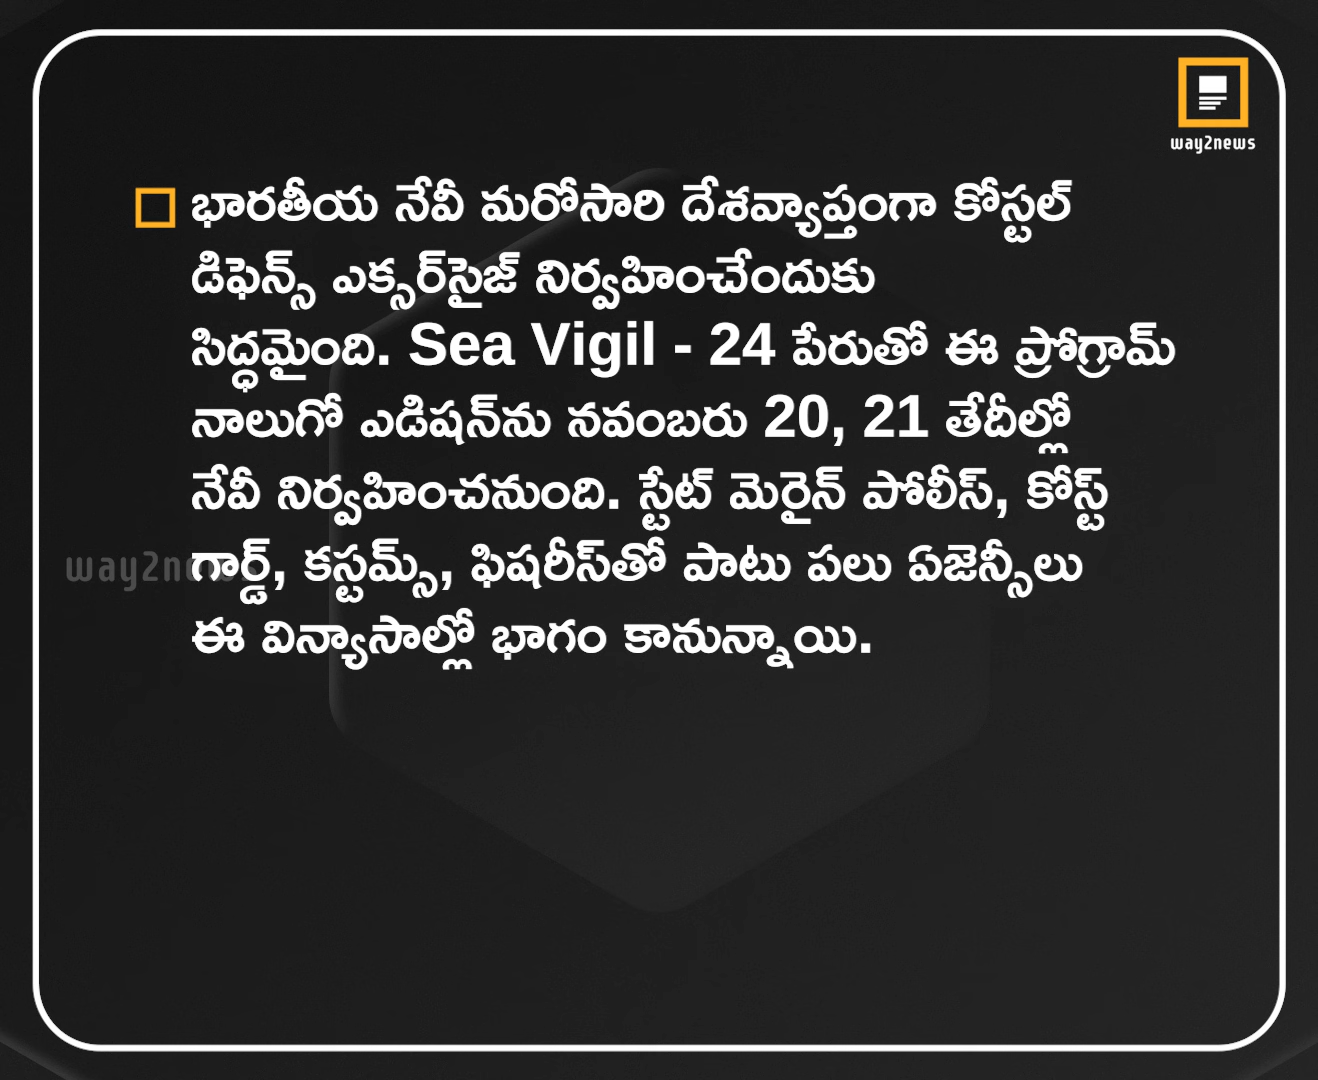 way2news
భారతీయ నేవీ మరోసారి దేశవ్యాప్తంగా కోస్టల్
డిఫెన్స్ ఎక్సర్‌సైజ్ నిర్వహించేందుకు
సిద్ధమైంది. Sea Vigil - 24 పేరుతో ఈ ప్రోగ్రామ్
నాలుగో ఎడిషన్‌ను నవంబరు 20, 21 తేదీల్లో
నేవీ నిర్వహించనుంది. స్టేట్ మెరైన్ పోలీస్, కోస్ట్
గార్డ్, కస్టమ్స్, ఫిషరీస్‌తో పాటు పలు ఏజెన్సీలు
ఈ విన్యాసాల్లో భాగం కానున్నాయి.
way2news